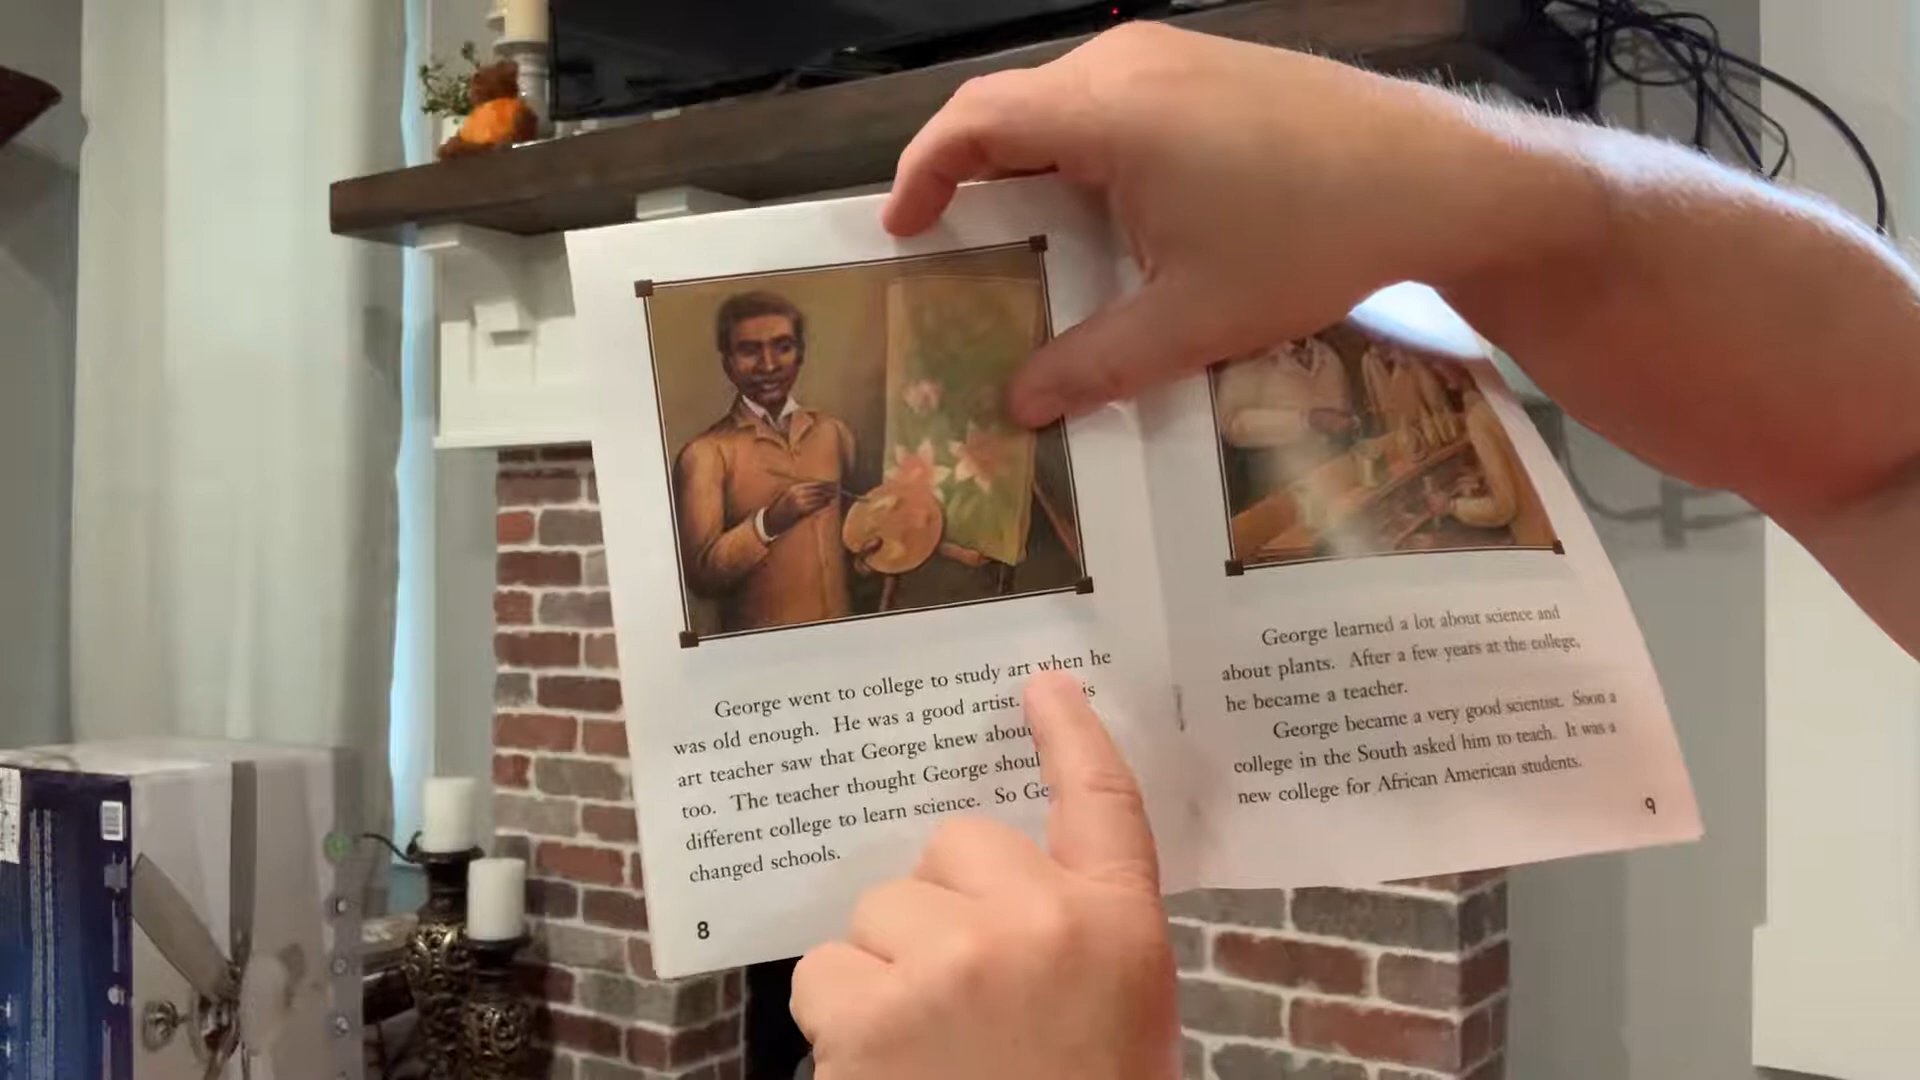 George went to college to study art when he
was old enough. He was a good artist. is
art teacher saw that George knew about
too. The teacher thought George shoul
different college to learn science. So Ge
changed schools.
8
George learned a lot about science and
about plants. After a few years at the college,
he became a teacher.
George became a very good scientist. Soon a
college in the South asked him to teach. It was a
new college for African American students.
9